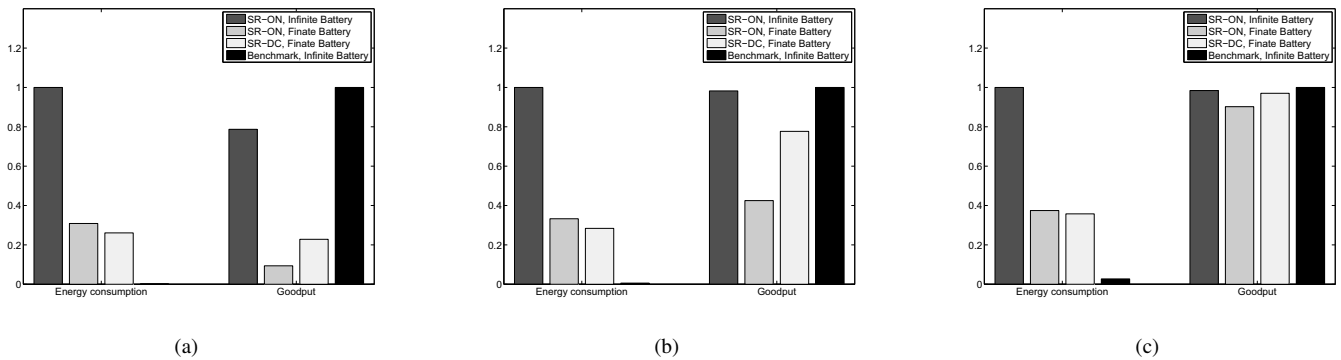 1.2
1
0.8
0.6
0.4
0.2
0
Energy consumption Goodput
SR-ON, Infinite Battery
SR-ON, Finate Battery
SR-DC, Finate Battery
Benchmark, Infinite Battery
(a)
1.2
1
0.8
0.6
0.4
0.2
0
Energy consumption Goodput
SR-ON, Infinite Battery
SR-ON, Finate Battery
SR-DC, Finate Battery
Benchmark, Infinite Battery
(b)
1.2
1
0.8
0.6
0.4
0.2
0
Energy consumption Goodput
SR-ON, Infinite Battery
SR-ON, Finate Battery
SR-DC, Finate Battery
Benchmark, Infinite Battery
(c)